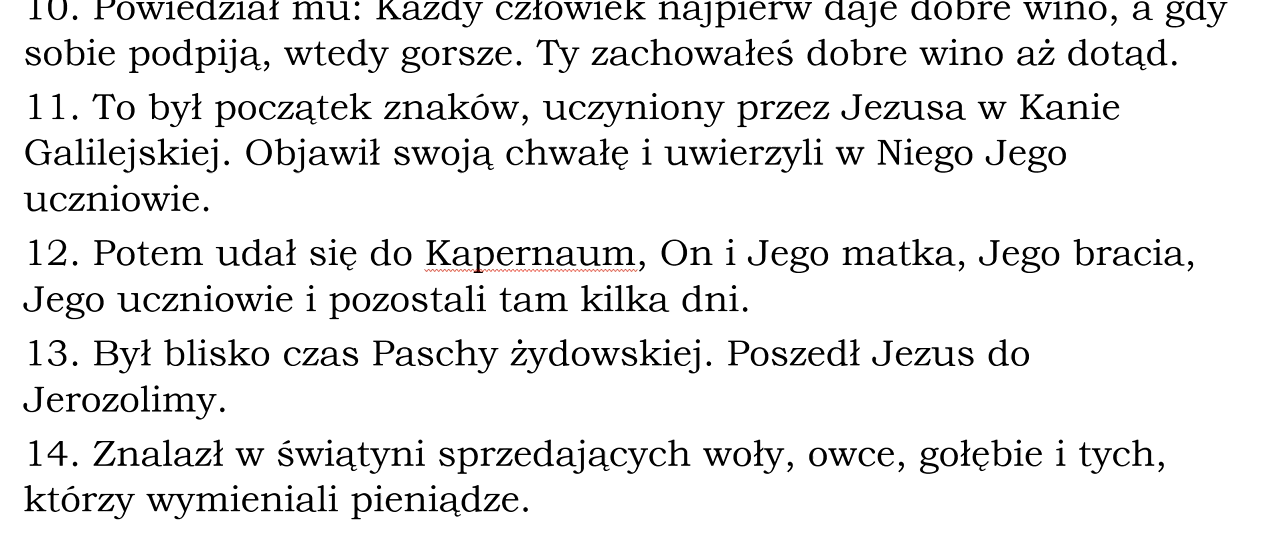 10. Powiedział mu: Każdy człowiek najpierw daje dobre wino, a gdy
sobie podpiją, wtedy gorsze. Ty zachowałeś dobre wino aż dotąd.
11. To był początek znaków, uczyniony przez Jezusa w Kanie
Galilejskiej. Objawił swoją chwałę i uwierzyli w Niego Jego
uczniowie.
12. Potem udał się do Kapernaum, On i Jego matka, Jego bracia,
Jego uczniowie i pozostali tam kilka dni.
13. Był blisko czas Paschy żydowskiej. Poszedł Jezus do
Jerozolimy.
14. Znalazł w świątyni sprzedających woły, owce, gołębie i tych,
którzy wymieniali pieniądze.